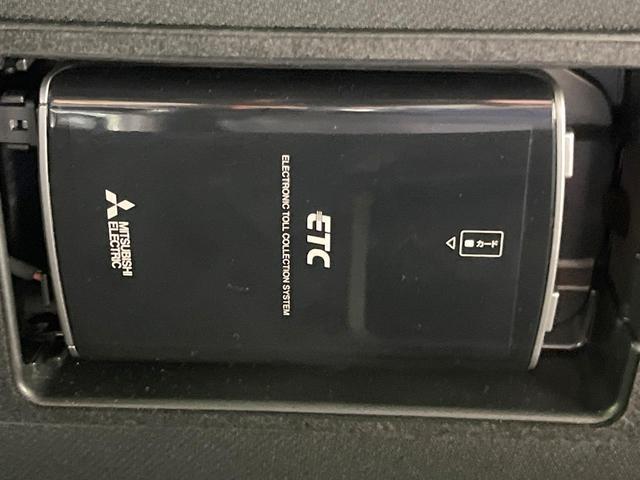 MITSUBISHI
ELECTRIC
ETC
ELECTRONIC TOLL COLLECTION SYSTEM
カード